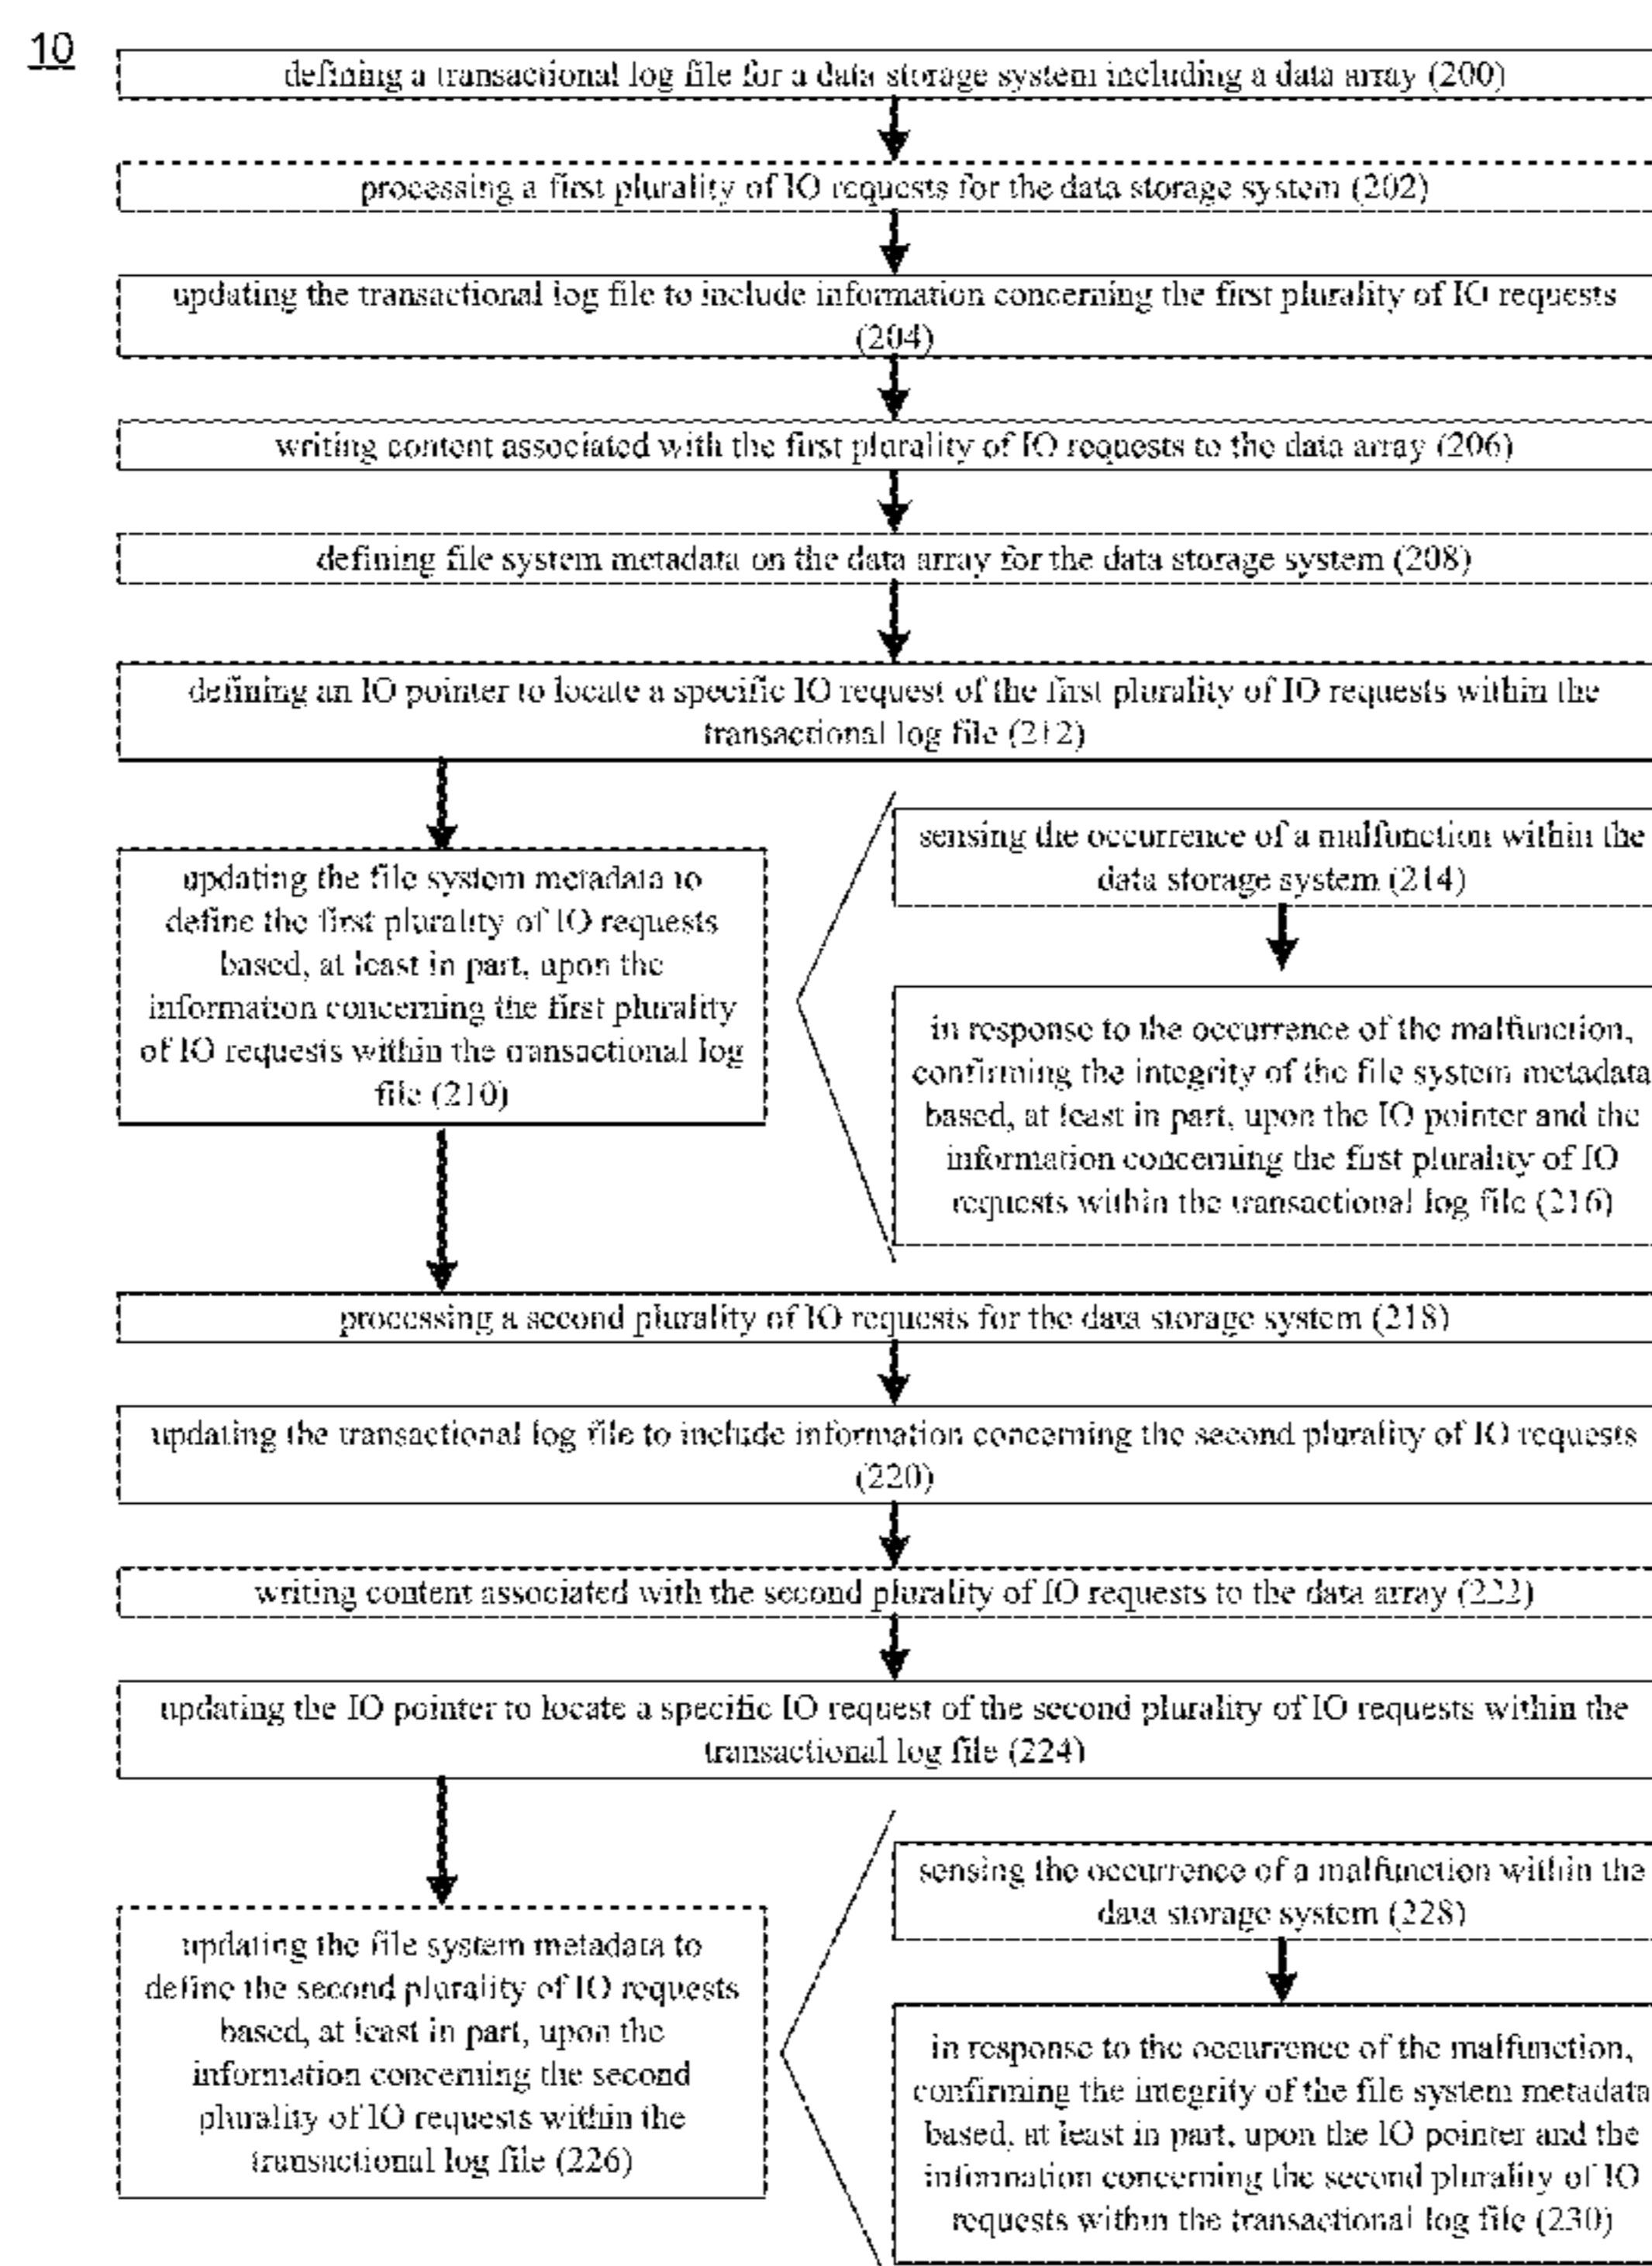 10
defining a transactional log file for a data storage system including a data array (200)
processing a first plurality of IO requests for the data storage system (202)
updating the transactional log file to include information concerning the first plurality of IO requests
(204)
writing content associated with the first plurality of IO requests to the data array (206)
defining file system metadata on the data array for the data storage system (208)
defining an IO pointer to locate a specific IO request of the first plurality of IO requests within the
transactional log file (212)
updating the file system metadata to
define the first plurality of IO requests
based, at least in part, upon the
information concerning the first plurality
of IO requests within the transactional log
file (210)
sensing the occurrence of a malfunction within the
data storage system (214)
in response to the occurrence of the malfunction,
confirming the integrity of the file system metadata
based, at least in part, upon the IO pointer and the
information concerning the first plurality of IO
requests within the transactional log file (216)
processing a second plurality of IO requests for the data storage system (218)
updating the transactional log file to include information concerning the second plurality of IO requests
(220)
writing content associated with the second plurality of IO requests to the data array (222)
updating the IO pointer to locate a specific IO request of the second plurality of IO requests within the
transactional log file (224)
updating the file system metadata to
define the second plurality of IO requests
based, at least in part, upon the
information concerning the second
plurality of IO requests within the
transactional log file (226)
sensing the occurrence of a malfunction within the
data storage system (228)
in response to the occurrence of the malfunction,
confirming the integrity of the file system metadata
based, at least in part, upon the IO pointer and the
information concerning the second plurality of IO
requests within the transactional log file (230)